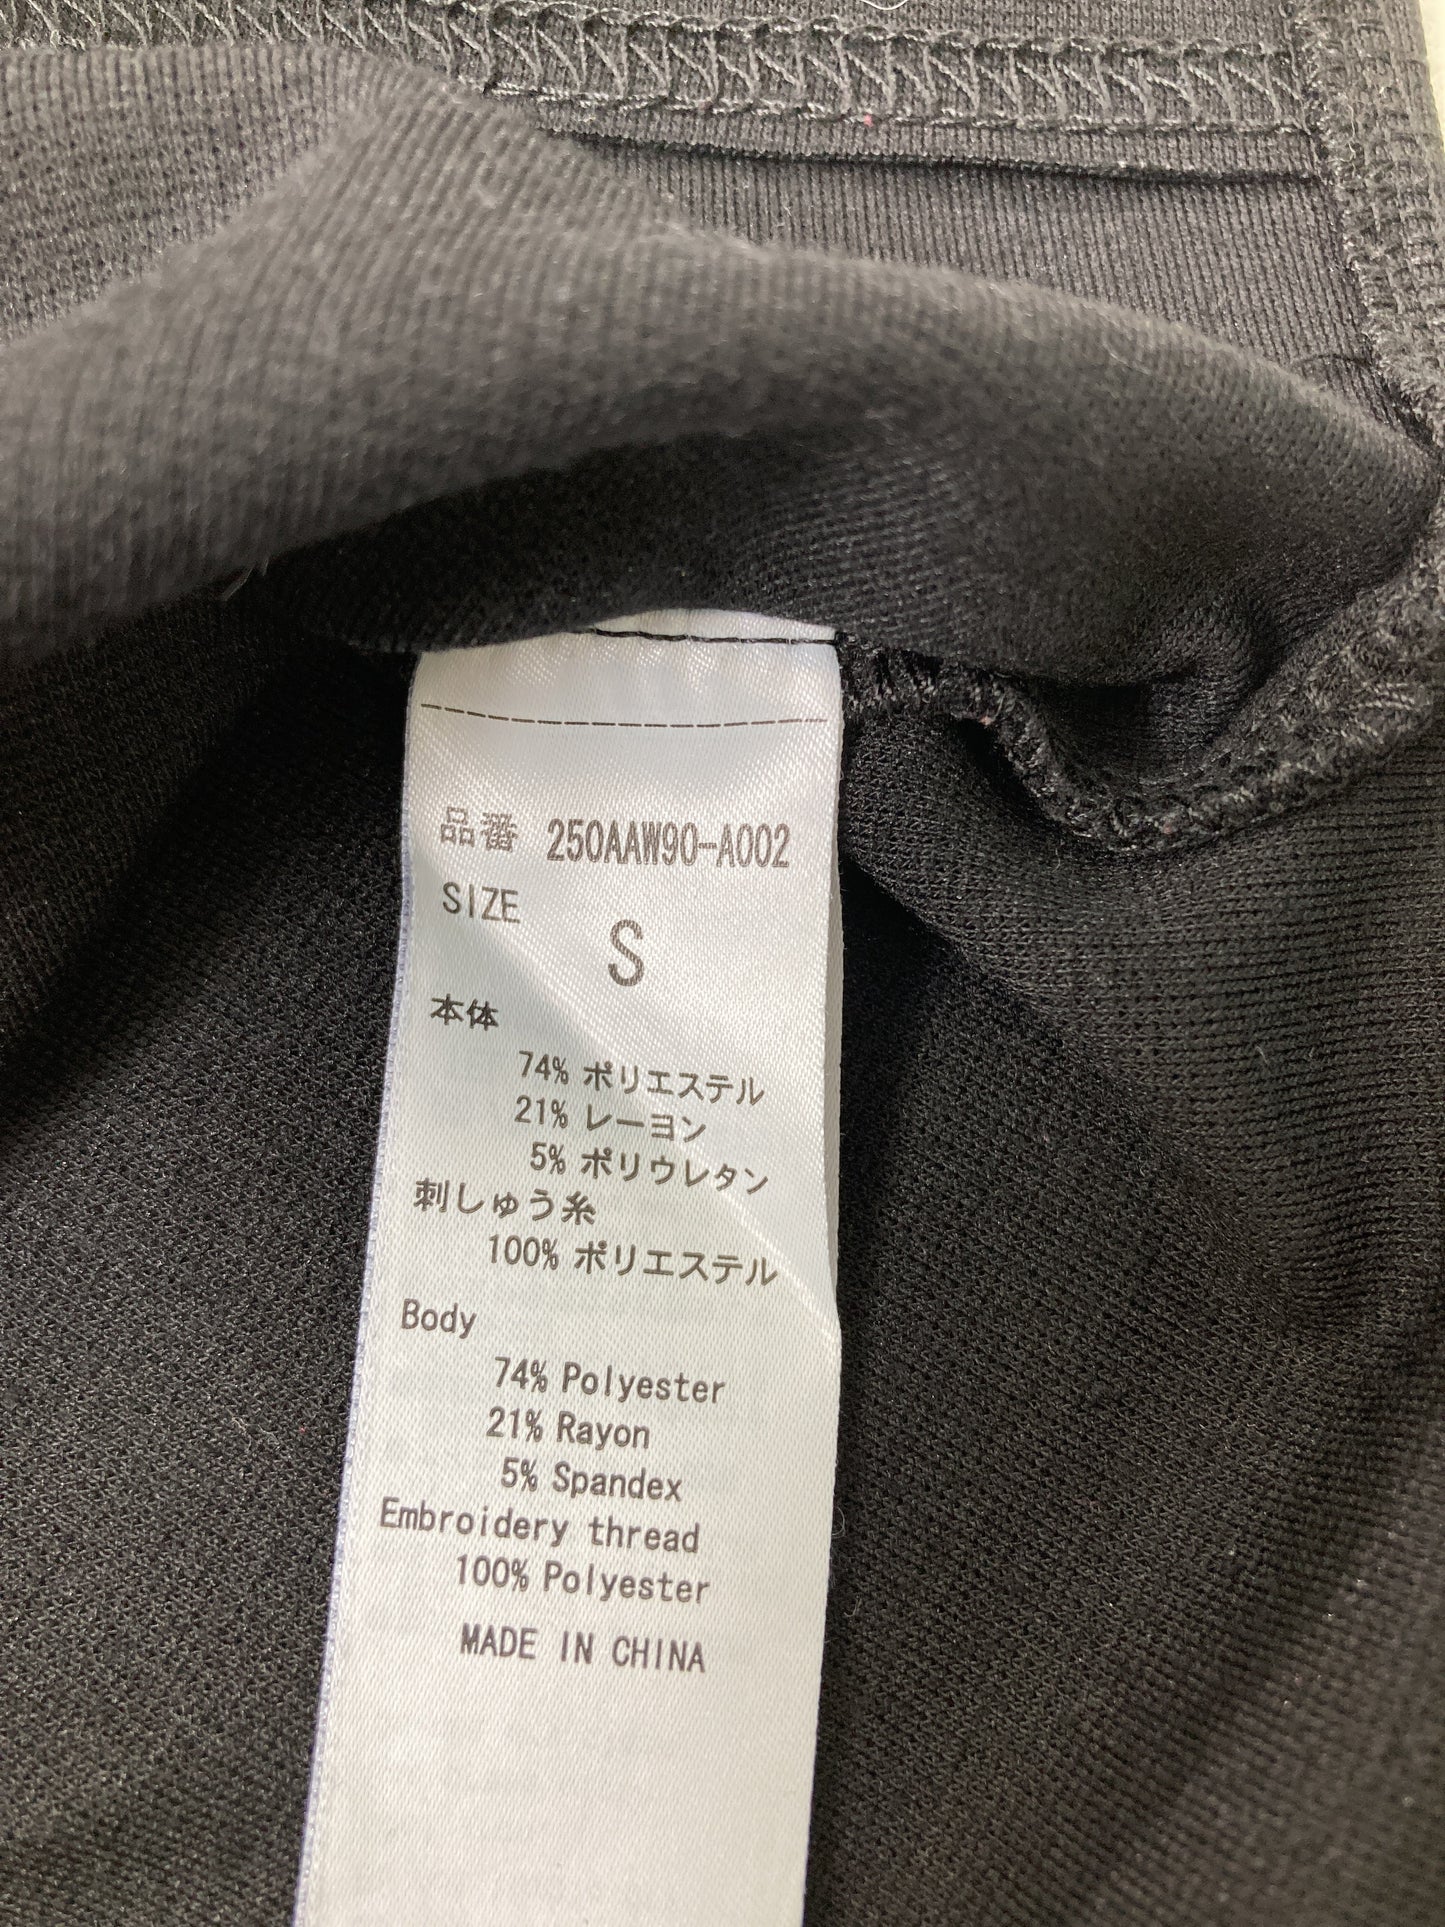 品番 250AAW90-A002
SIZE
S
本体
74% ポリエステル
21% レーヨン
5% ポリウレタン
刺しゅう糸
100% ポリエステル
Body
74% Polyester
21% Rayon
5% Spandex
Embroidery thread
100% Polyester
MADE IN CHINA